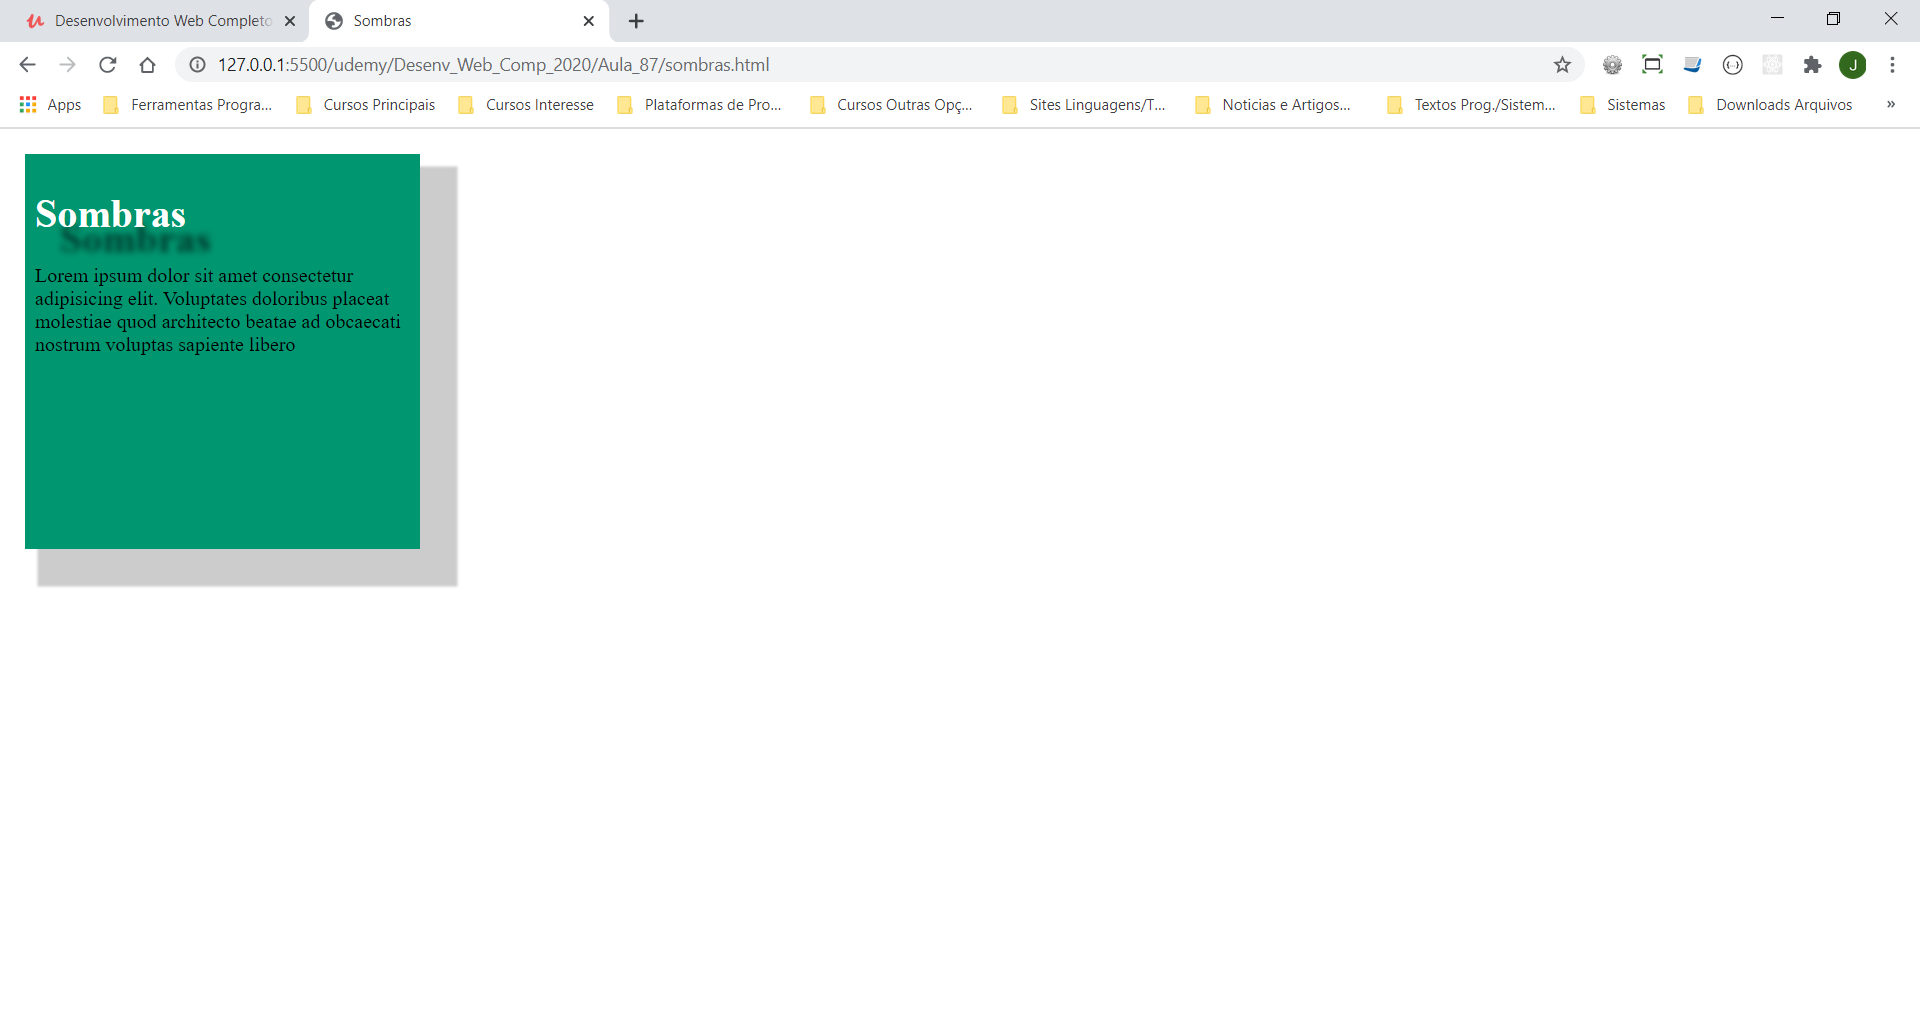 Desenvolvimento Web Completo
Sombras
127.0.0.1:5500/udemy/Desenv_Web_Comp_2020/Aula_87/sombras.html
J
Apps
Ferramentas Progra...
Cursos Principais
Cursos Interesse
Plataformas de Pro...
Cursos Outras Opç...
Sites Linguagens/T...
Noticias e Artigos...
Textos Prog./Sistem...
Sistemas
Downloads Arquivos
»
Sombras
Lorem ipsum dolor sit amet consectetur
adipisicing elit. Voluptates doloribus placeat
molestiae quod architecto beatae ad obcaecati
nostrum voluptas sapiente libero